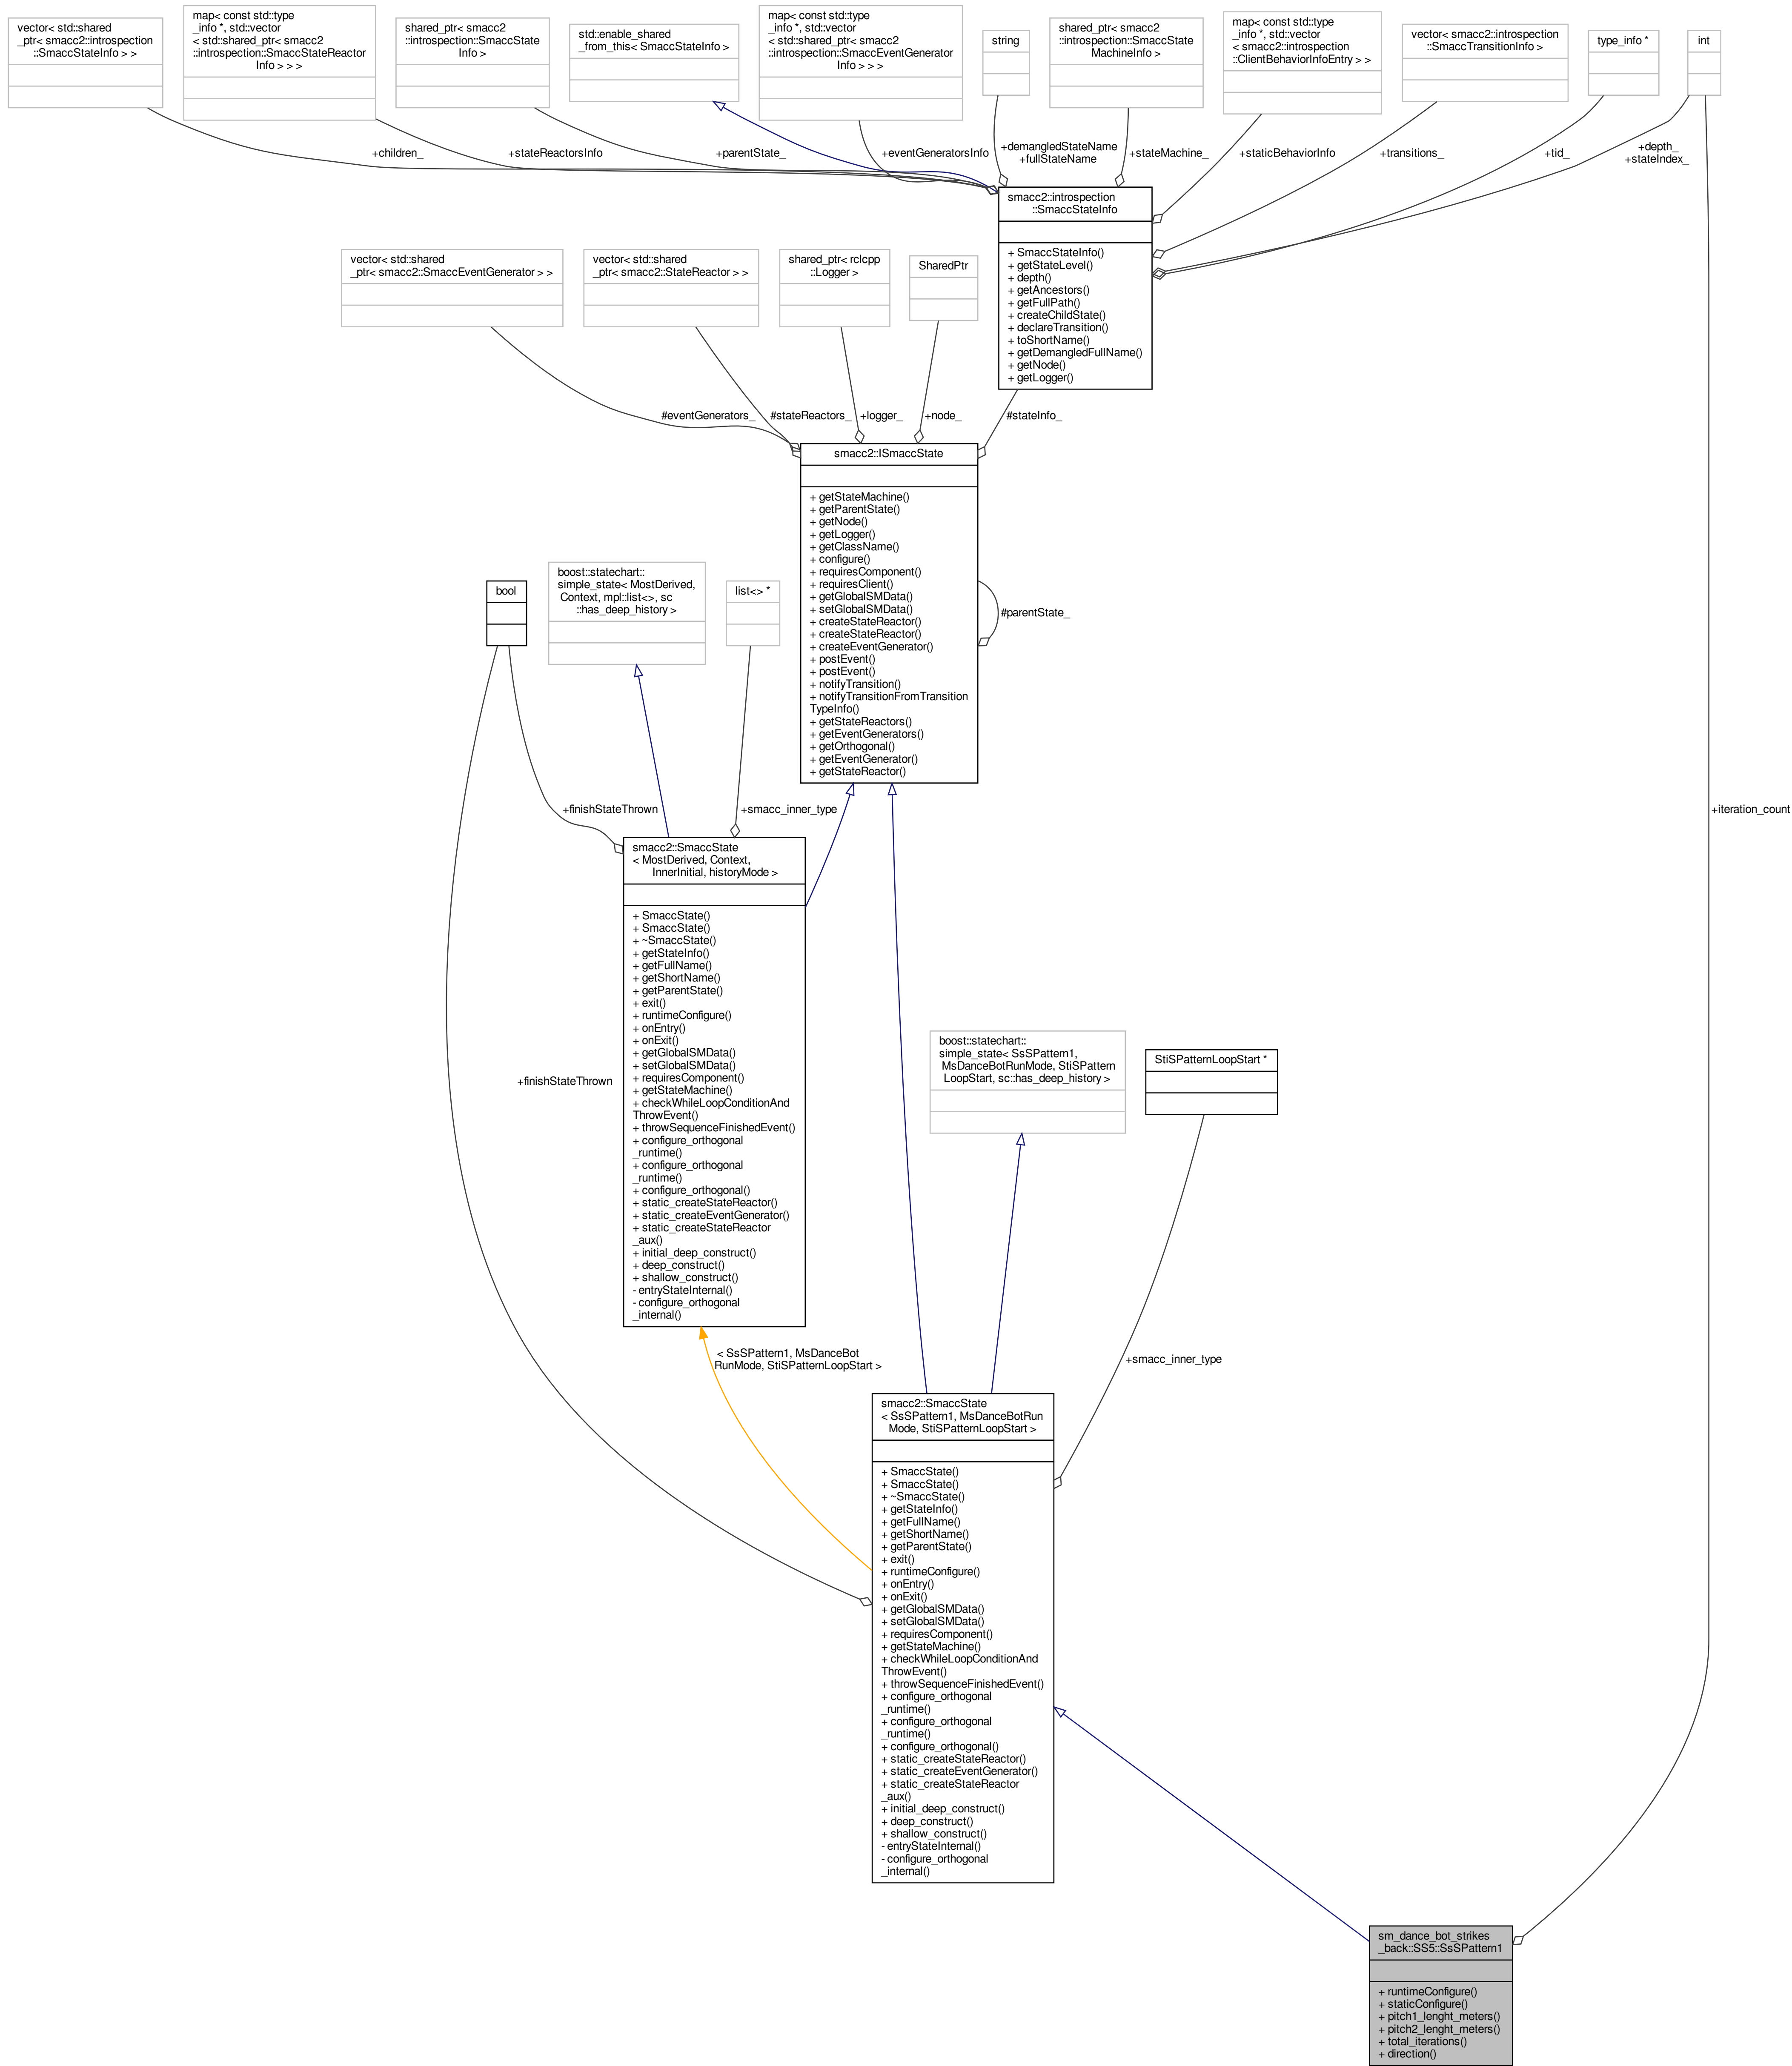 vector< std::shared
_ptr< smacc2::introspection
::SmaccStateInfo > >
map< const std::type
_info *, std::vector
< std::shared_ptr< smacc2
::introspection::SmaccStateReactor
Info > > >
shared_ptr< smacc2
::introspection::SmaccState
Info >
std::enable_shared
_from_this< SmaccStateInfo >
map< const std::type
_info *, std::vector
< std::shared_ptr< smacc2
::introspection::SmaccEventGenerator
Info > > >
string
shared_ptr< smacc2
::introspection::SmaccState
MachineInfo >
map< const std::type
_info *, std::vector
< smacc2::introspection
::ClientBehaviorInfoEntry > >
vector< smacc2::introspection
::SmaccTransitionInfo >
type_info *
int
+children_
+stateReactorsInfo
+parentState_
+eventGeneratorsInfo
+demangledStateName
+fullStateName
+stateMachine_
+staticBehaviorInfo
+transitions_
+tid_
+depth_
+stateIndex_
smacc2::introspection
::SmaccStateInfo
+ SmaccStateInfo()
+ getStateLevel()
+ depth()
+ getAncestors()
+ getFullPath()
+ createChildState()
+ declareTransition()
+ toShortName()
+ getDemangledFullName()
+ getNode()
+ getLogger()
vector< std::shared
_ptr< smacc2::SmaccEventGenerator > >
vector< std::shared
_ptr< smacc2::StateReactor > >
shared_ptr< rclcpp
::Logger >
SharedPtr
#eventGenerators_
#stateReactors_
+logger_
+node_
#stateInfo_
smacc2::ISmaccState
+ getStateMachine()
+ getParentState()
+ getNode()
+ getLogger()
+ getClassName()
+ configure()
+ requiresComponent()
+ requiresClient()
+ getGlobalSMData()
+ setGlobalSMData()
+ createStateReactor()
+ createStateReactor()
+ createEventGenerator()
+ postEvent()
+ postEvent()
+ notifyTransition()
+ notifyTransitionFromTransition
TypeInfo()
+ getStateReactors()
+ getEventGenerators()
+ getOrthogonal()
+ getEventGenerator()
+ getStateReactor()
#parentState_
bool
boost::statechart::
simple_state< MostDerived,
Context, mpl::list<>, sc
::has_deep_history >
list<> *
+finishStateThrown
+smacc_inner_type
+iteration_count
smacc2::SmaccState
< MostDerived, Context,
InnerInitial, historyMode >
+ SmaccState()
+ SmaccState()
+ ~SmaccState()
+ getStateInfo()
+ getFullName()
+ getShortName()
+ getParentState()
+ exit()
+ runtimeConfigure()
+ onEntry()
+ onExit()
+ getGlobalSMData()
+ setGlobalSMData()
+ requiresComponent()
+ getStateMachine()
+ checkWhileLoopConditionAnd
ThrowEvent()
+ throwSequenceFinishedEvent()
+ configure_orthogonal
_runtime()
+ configure_orthogonal
_runtime()
+ configure_orthogonal()
+ static_createStateReactor()
+ static_createEventGenerator()
+ static_createStateReactor
_aux()
+ initial_deep_construct()
+ deep_construct()
+ shallow_construct()
- entryStateInternal()
- configure_orthogonal
_internal()
+finishStateThrown
boost::statechart::
simple_state< SsSPattern1,
MsDanceBotRunMode, StiSPattern
LoopStart, sc::has_deep_history >
StiSPatternLoopStart *
< SsSPattern1, MsDanceBot
RunMode, StiSPatternLoopStart >
+smacc_inner_type
smacc2::SmaccState
< SsSPattern1, MsDanceBotRun
Mode, StiSPatternLoopStart >
+ SmaccState()
+ SmaccState()
+ ~SmaccState()
+ getStateInfo()
+ getFullName()
+ getShortName()
+ getParentState()
+ exit()
+ runtimeConfigure()
+ onEntry()
+ onExit()
+ getGlobalSMData()
+ setGlobalSMData()
+ requiresComponent()
+ getStateMachine()
+ checkWhileLoopConditionAnd
ThrowEvent()
+ throwSequenceFinishedEvent()
+ configure_orthogonal
_runtime()
+ configure_orthogonal
_runtime()
+ configure_orthogonal()
+ static_createStateReactor()
+ static_createEventGenerator()
+ static_createStateReactor
_aux()
+ initial_deep_construct()
+ deep_construct()
+ shallow_construct()
- entryStateInternal()
- configure_orthogonal
_internal()
sm_dance_bot_strikes
_back::SS5::SsSPattern1
+ runtimeConfigure()
+ staticConfigure()
+ pitch1_lenght_meters()
+ pitch2_lenght_meters()
+ total_iterations()
+ direction()